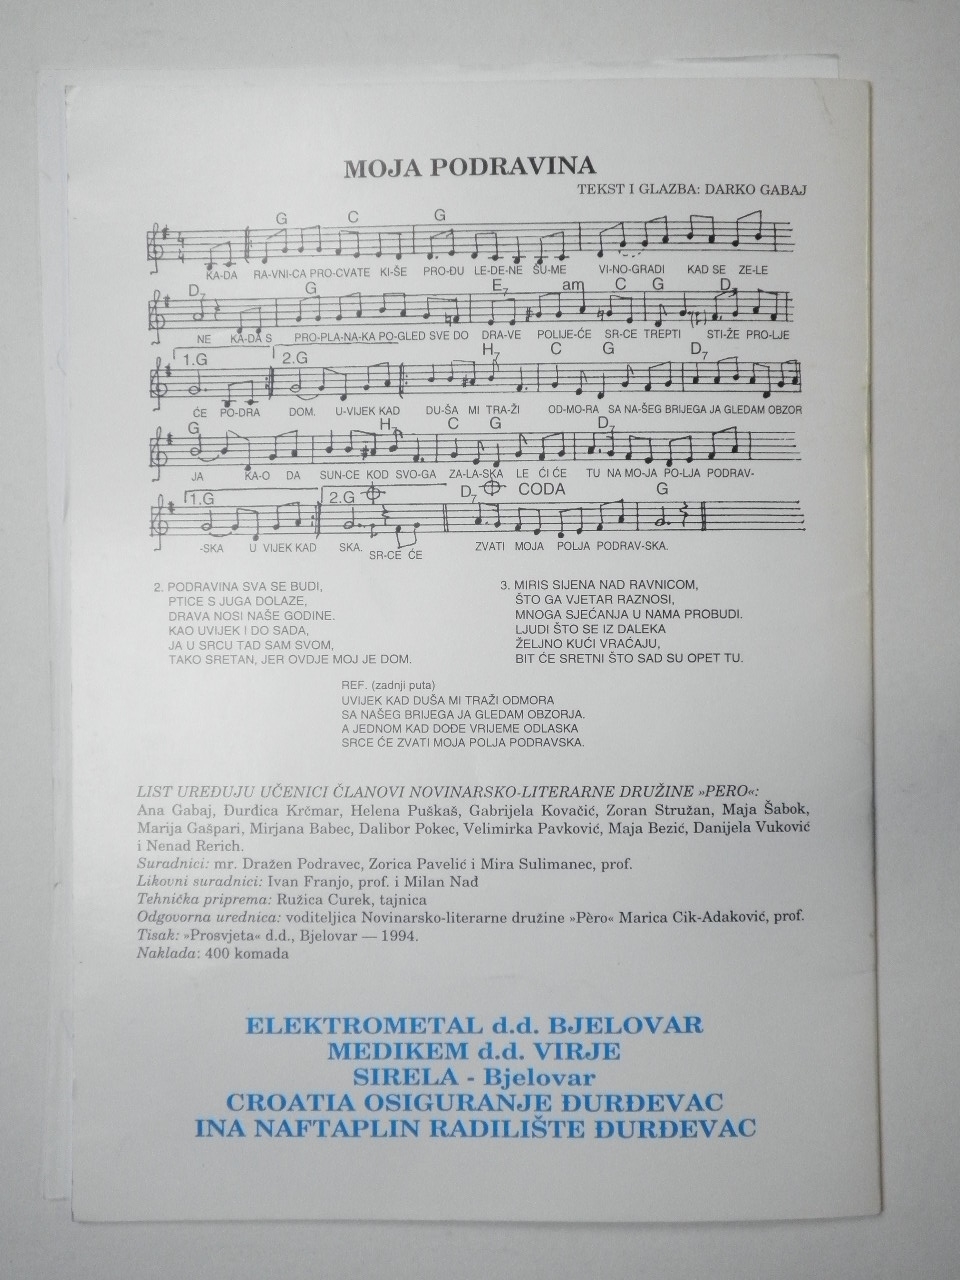 MOJA PODRAVINA
TEKST I GLAZBA: DARKO GABAJ
G C G
KA-DA RA-VNI-CA PRO-CVATE KI-ŠE PRO-ĐU LE-DE-NE ŠU-ME VI-NO-GRADI KAD SE ZE-LE
D7 G E7 am C G D7
NE KA-DA S PRO-PLA-NA-KA PO-GLED SVE DO DRA-VE POLIJE-ĆE SR-CE TREPTI STI-ŽE PRO-LJE
1.G 2.G H7 C G D7
ĆE PO-DRA DOM. U-VIJEK KAD DU-ŠA MI TRA-ŽI OD-MO-RA SA NA-ŠEG BRIJEGA JA GLEDAM OBZOR
G H7 C G D7
JA KA-O DA SUN-CE KOD SVO-GA ZA-LA-SKA LE ĆI ĆE TU NA MO-JA PO-LJA PODRAV-
1.G 2.G D7 CODA G
-SKA U VIJEK KAD SKA. SR-CE ĆE ZVATI MOJA POLJA PODRAV-SKA.
2. PODRAVINA SVA SE BUDI,
PTICE S JUGA DOLAZE,
DRAVA NOSI NAŠE GODINE.
KAO UVIJEK I DO SADA,
JA U SRCU TAD SAM SVOM,
TAKO SRETAN, JER OVDJE MOJ JE DOM.
3. MIRIS SIJENA NAD RAVNICOM,
ŠTO GA VJETAR RAZNOSI,
MNOGA SJEĆANJA U NAMA PROBUDI.
LJUDI ŠTO SE IZ DALEKA
ŽELJNO KUĆI VRAĆAJU,
BIT ĆE SRETNI ŠTO SAD SU OPET TU.
REF. (zadnji puta)
UVIJEK KAD DUŠA MI TRAŽI ODMORA
SA NAŠEG BRIJEGA JA GLEDAM OBZORJA.
A JEDNOM KAD DOĐE VRIJEME ODLASKA
SRCE ĆE ZVATI MOJA POLJA PODRAVSKA.
LIST UREĐUJU UČENICI ČLANOVI NOVINARSKO-LITERARNE DRUŽINE »PERO«:
Ana Gabaj, Đurđica Krčmar, Helena Puškaš, Gabrijela Kovačić, Zoran Stružan, Maja Šabok,
Marija Gašpari, Mirjana Babec, Dalibor Pokec, Velimirka Pavković, Maja Bezić, Danijela Vuković
i Nenad Rerich.
Suradnici: mr. Dražen Podravec, Zorica Pavelić i Mira Sulimanec, prof.
Likovni suradnici: Ivan Franjo, prof. i Milan Nađ
Tehnička priprema: Ružica Curek, tajnica
Odgovorna urednica: voditeljica Novinarsko-literarne družine »Pèro« Marica Cik-Adaković, prof.
Tisak: »Prosvjeta« d.d., Bjelovar — 1994.
Naklada: 400 komada
ELEKTROMETAL d.d. BJELOVAR
MEDIKEM d.d. VIRJE
SIRELA - Bjelovar
CROATIA OSIGURANJE ĐURĐEVAC
INA NAFTAPLIN RADILIŠTE ĐURĐEVAC